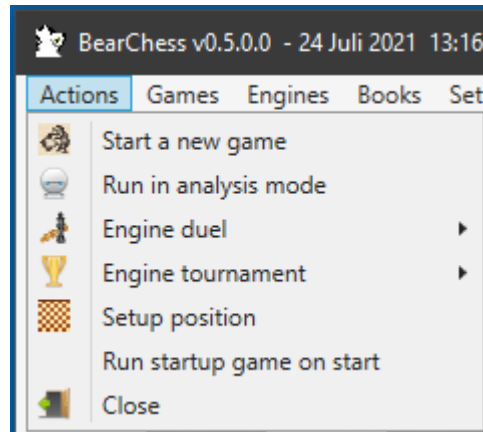 BearChess v0.5.0.0 - 24 Juli 2021 13:16
Actions Games Engines Books Set
Start a new game
Run in analysis mode
Engine duel
Engine tournament
Setup position
Run startup game on start
Close